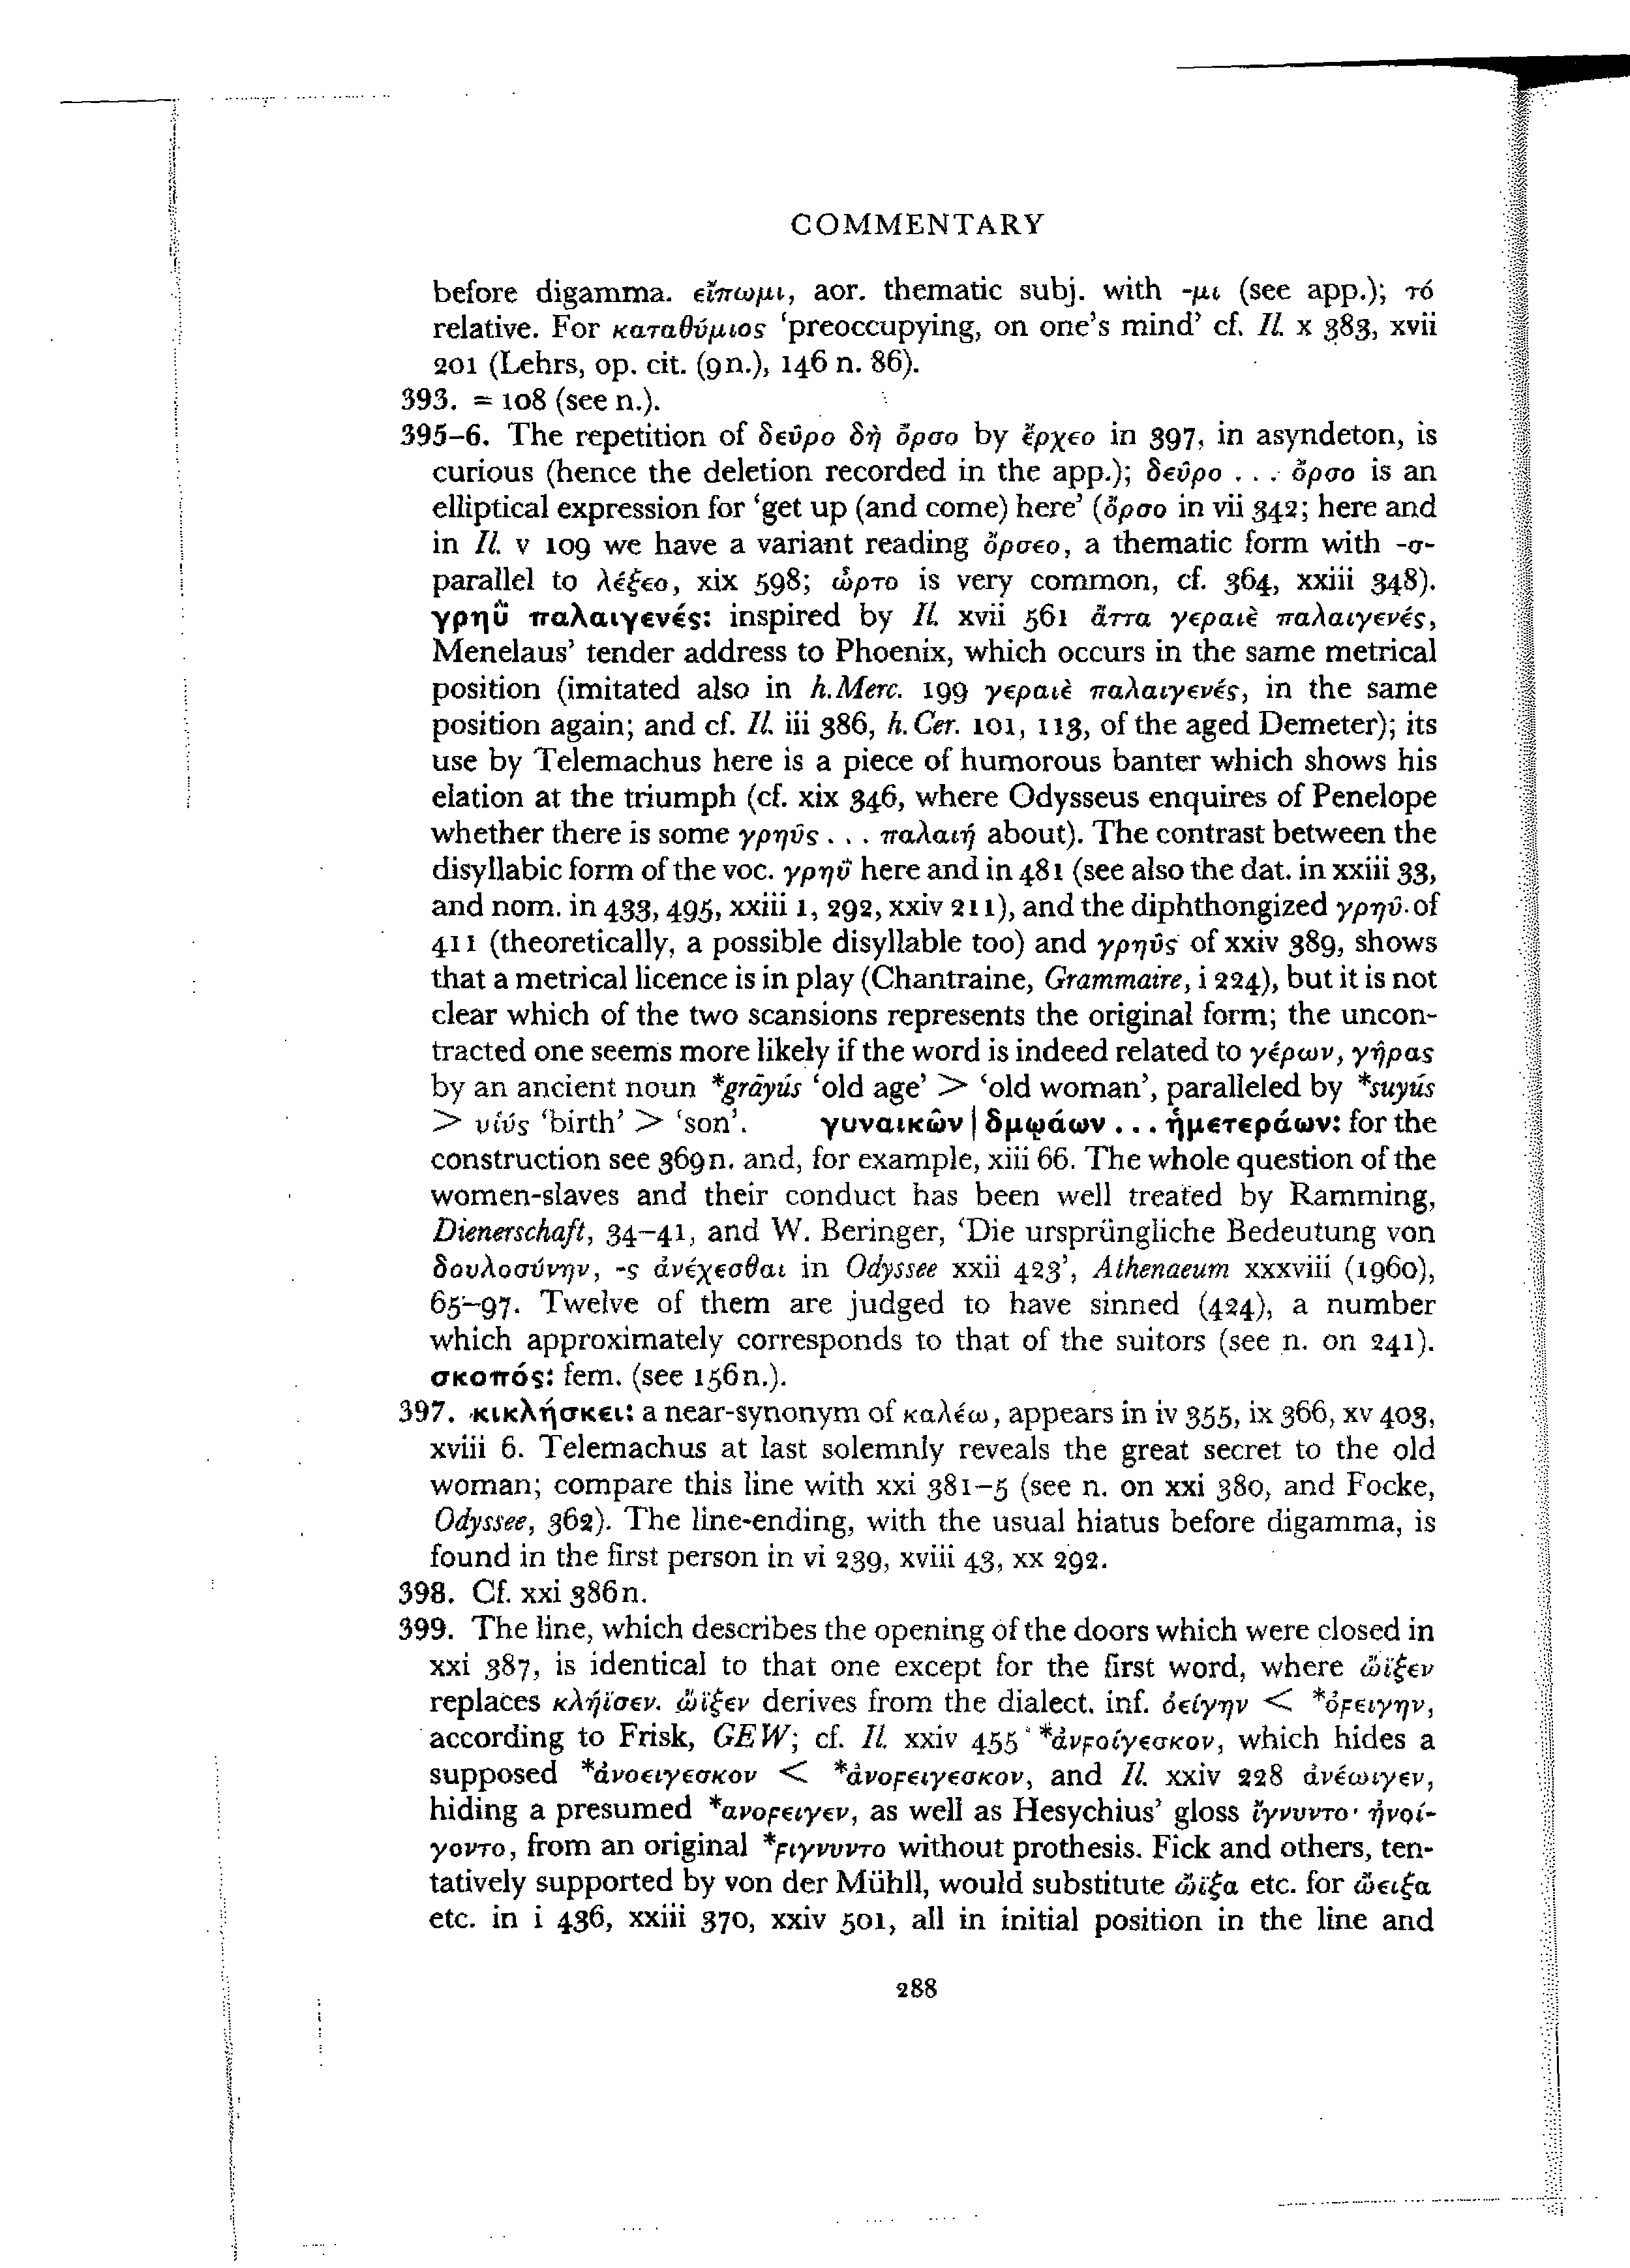 COMMENTARY
before digamma. εἴπωμι, aor. thematic subj. with -μι (see app.); τό
relative. For καταθύμιος ‘preoccupying, on one's mind’ cf. Il. x 383, xvii
201 (Lehrs, op. cit. (9n.), 146 n. 86).
393. = 108 (see n.).
395–6. The repetition of δεῦρο δὴ ὄρσο by ἔρχεο in 397, in asyndeton, is
curious (hence the deletion recorded in the app.); δεῦρο . . . ὄρσο is an
elliptical expression for ‘get up (and come) here’ (ὄρσο in vii 342; here and
in Il. v 109 we have a variant reading ὄρσεο, a thematic form with -σ-
parallel to λέξεο, xix 598; ὦρτο is very common, cf. 364, xxiii 348).
γρηῢ παλαιγενές: inspired by Il. xvii 561 ἄττα γεραιὲ παλαιγενές,
Menelaus' tender address to Phoenix, which occurs in the same metrical
position (imitated also in h.Merc. 199 γεραιὲ παλαιγενές, in the same
position again; and cf. Il. iii 386, h.Cer. 101, 113, of the aged Demeter); its
use by Telemachus here is a piece of humorous banter which shows his
elation at the triumph (cf. xix 346, where Odysseus enquires of Penelope
whether there is some γρηῦς . . . παλαιή about). The contrast between the
disyllabic form of the voc. γρηῢ here and in 481 (see also the dat. in xxiii 33,
and nom. in 433, 495, xxiii 1, 292, xxiv 211), and the diphthongized γρηῦ of
411 (theoretically, a possible disyllable too) and γρηῦς of xxiv 389, shows
that a metrical licence is in play (Chantraine, Grammaire, i 224), but it is not
clear which of the two scansions represents the original form; the uncon-
tracted one seems more likely if the word is indeed related to γέρων, γῆρας
by an ancient noun *grāyús ‘old age’ > ‘old woman’, paralleled by *suyús
> υἱύς ‘birth’ > ‘son’. γυναικῶν | δμῳάων . . . ἡμετεράων: for the
construction see 369n. and, for example, xiii 66. The whole question of the
women-slaves and their conduct has been well treated by Ramming,
Dienerschaft, 34–41, and W. Beringer, ‘Die ursprüngliche Bedeutung von
δουλοσύνην, -ς ἀνέχεσθαι in Odyssee xxii 423’, Athenaeum xxxviii (1960),
65–97. Twelve of them are judged to have sinned (424), a number
which approximately corresponds to that of the suitors (see n. on 241).
σκοπός: fem. (see 156n.).
397. κικλήσκει: a near-synonym of καλέω, appears in iv 355, ix 366, xv 403,
xviii 6. Telemachus at last solemnly reveals the great secret to the old
woman; compare this line with xxi 381–5 (see n. on xxi 380, and Focke,
Odyssee, 362). The line-ending, with the usual hiatus before digamma, is
found in the first person in vi 239, xviii 43, xx 292.
398. Cf. xxi 386n.
399. The line, which describes the opening of the doors which were closed in
xxi 387, is identical to that one except for the first word, where ὤϊξεν
replaces κλήϊσεν. ὤϊξεν derives from the dialect. inf. ὀείγην < *ὀϝειγην,
according to Frisk, GEW; cf. Il. xxiv 455 *ἀνϝοίγεσκον, which hides a
supposed *ἀνοειγεσκον < *ἀνοϝειγεσκον, and Il. xxiv 228 ἀνέωιγεν,
hiding a presumed *ανοϝειγεν, as well as Hesychius' gloss ἴγνυντο· ἠνοί-
γοντο, from an original *ϝιγνυντο without prothesis. Fick and others, ten-
tatively supported by von der Mühll, would substitute ὤϊξα etc. for ὤειξα
etc. in i 436, xxiii 370, xxiv 501, all in initial position in the line and
288